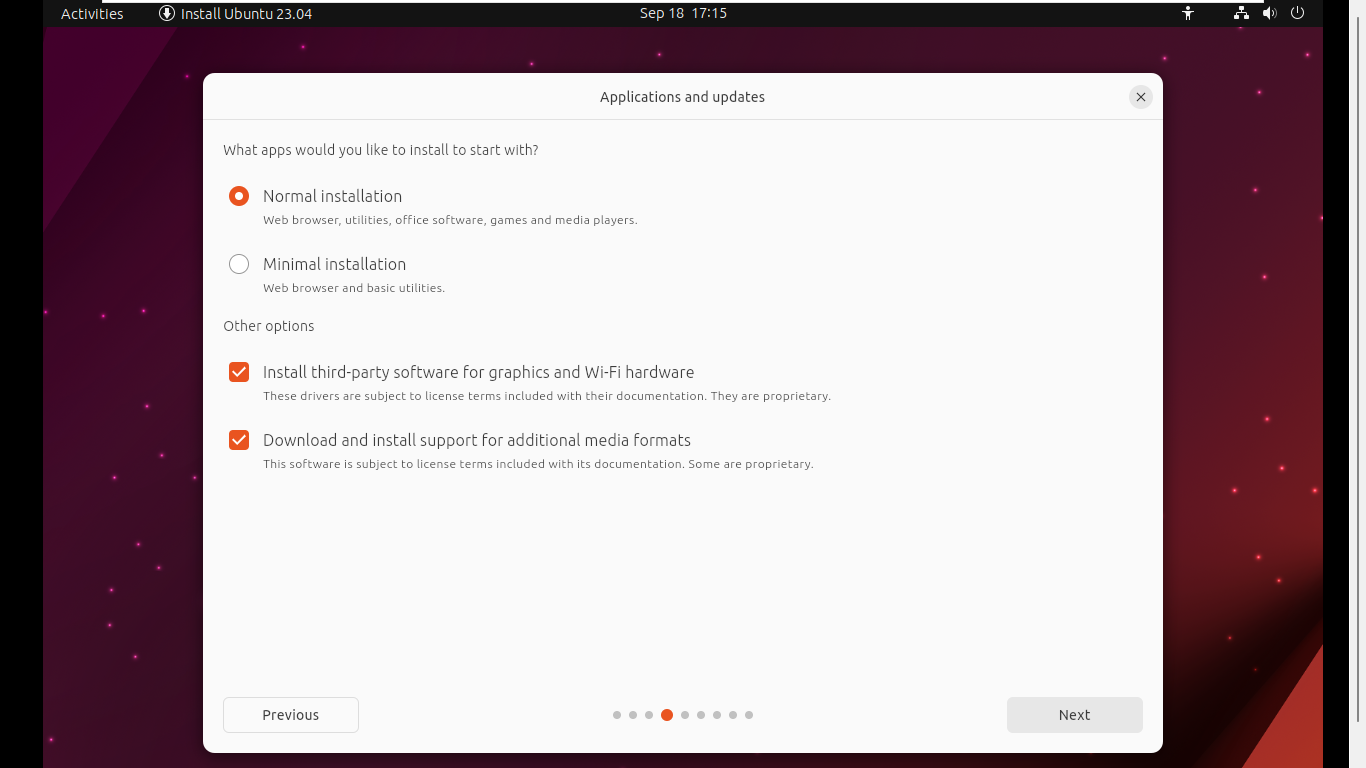 Activities
Install Ubuntu 23.04
Sep 18 17:15
Applications and updates
What apps would you like to install to start with?
Normal installation
Web browser, utilities, office software, games and media players.
Minimal installation
Web browser and basic utilities.
Other options
Install third-party software for graphics and Wi-Fi hardware
These drivers are subject to license terms included with their documentation. They are proprietary.
Download and install support for additional media formats
This software is subject to license terms included with its documentation. Some are proprietary.
Previous
Next